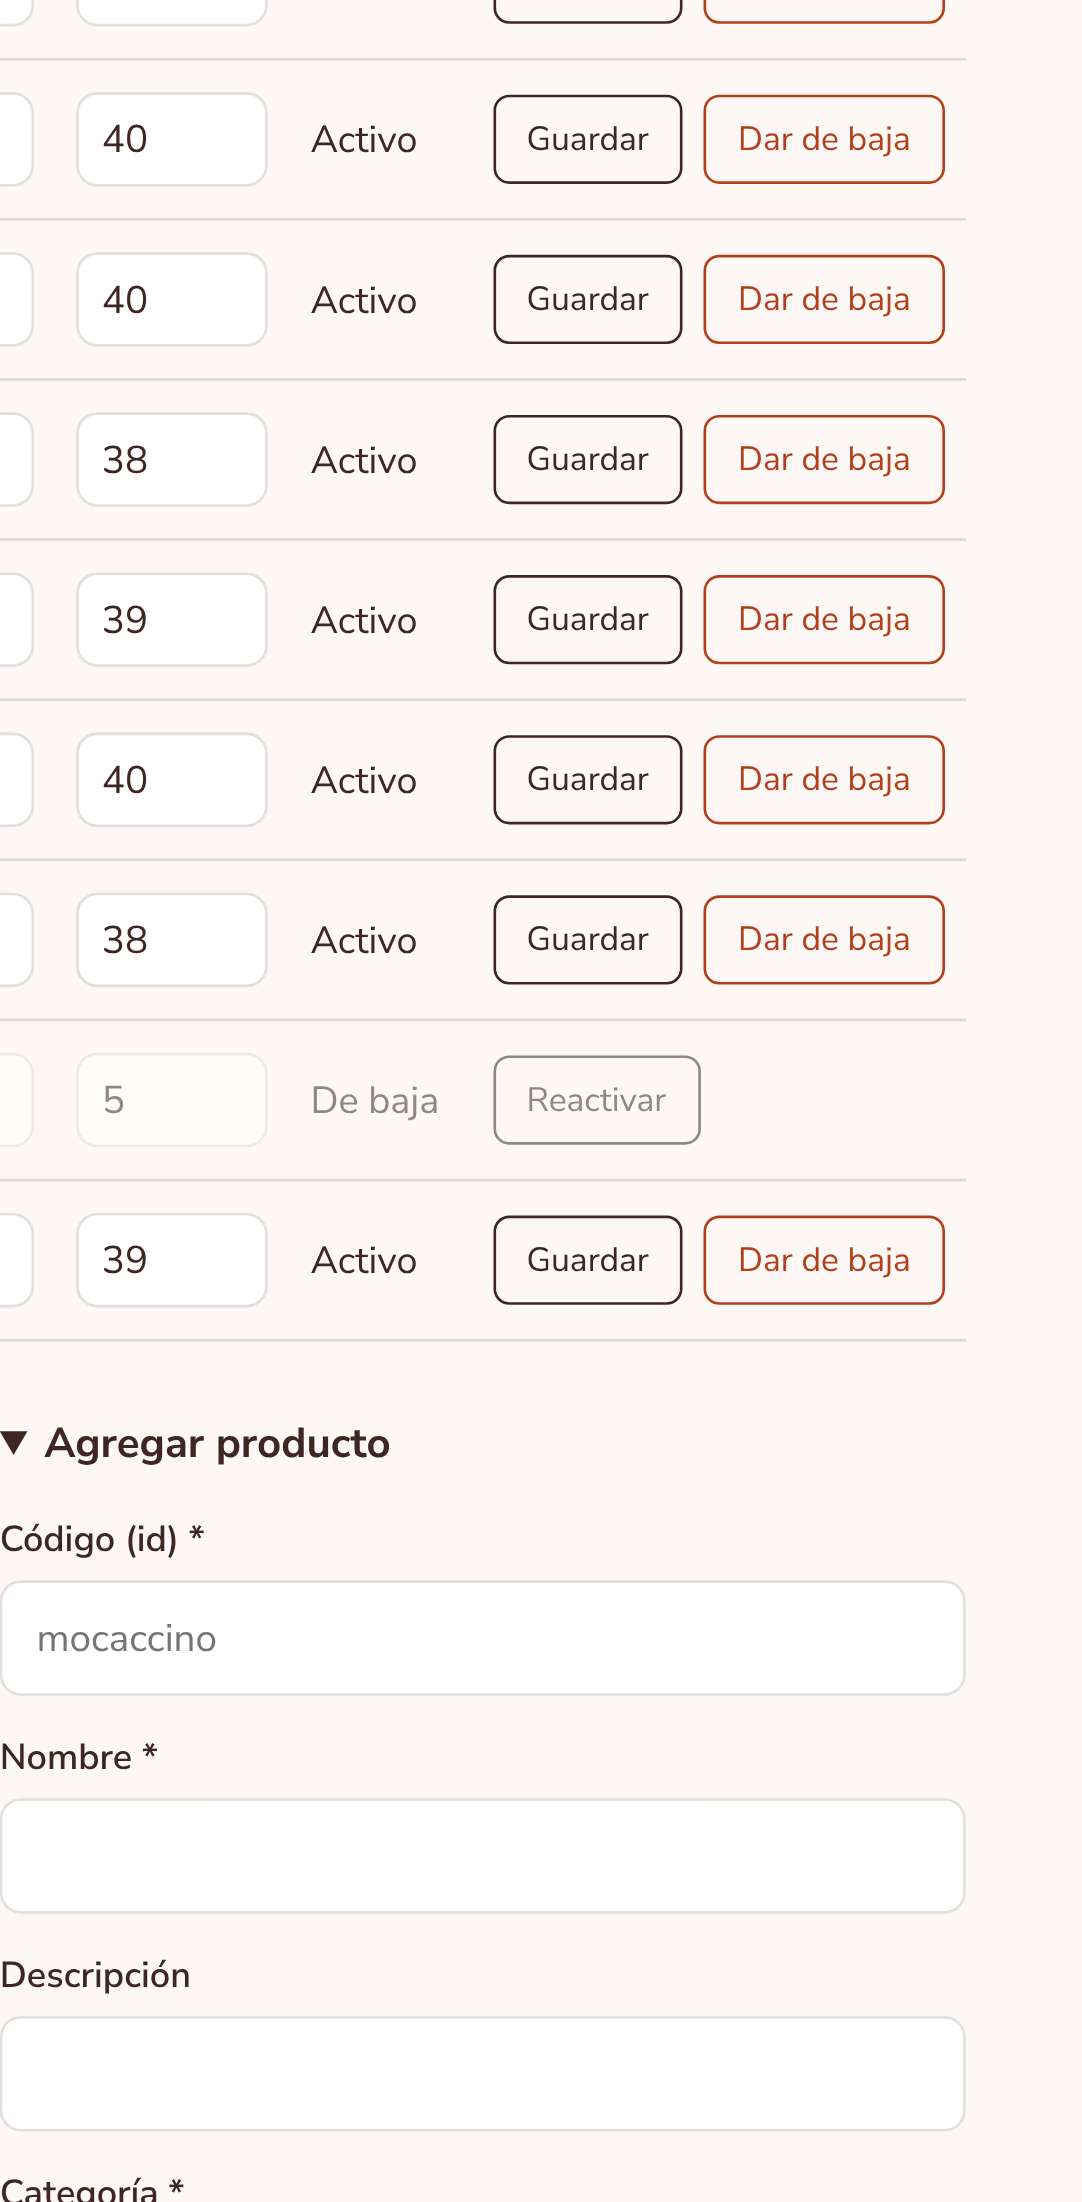 40 Activo Guardar Dar de baja
40 Activo Guardar Dar de baja
38 Activo Guardar Dar de baja
39 Activo Guardar Dar de baja
40 Activo Guardar Dar de baja
38 Activo Guardar Dar de baja
5 De baja Reactivar
39 Activo Guardar Dar de baja
▼ Agregar producto
Código (id) *
mocaccino
Nombre *
Descripción
Categoría *